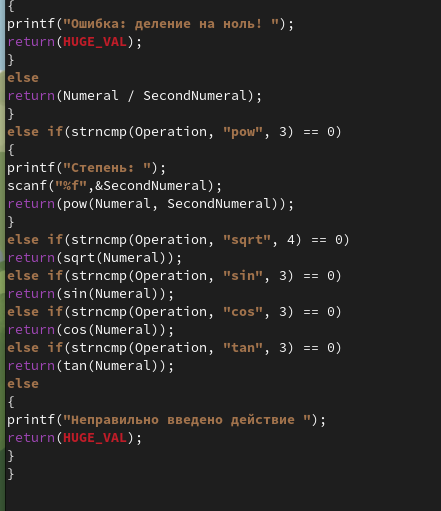 {
printf("Ошибка: деление на ноль! ");
return(HUGE_VAL);
}
else
return(Numeral / SecondNumeral);
}
else if(strncmp(Operation, "pow", 3) == 0)
{
printf("Степень: ");
scanf("%f",&SecondNumeral);
return(pow(Numeral, SecondNumeral));
}
else if(strncmp(Operation, "sqrt", 4) == 0)
return(sqrt(Numeral));
else if(strncmp(Operation, "sin", 3) == 0)
return(sin(Numeral));
else if(strncmp(Operation, "cos", 3) == 0)
return(cos(Numeral));
else if(strncmp(Operation, "tan", 3) == 0)
return(tan(Numeral));
else
{
printf("Неправильно введено действие ");
return(HUGE_VAL);
}
}